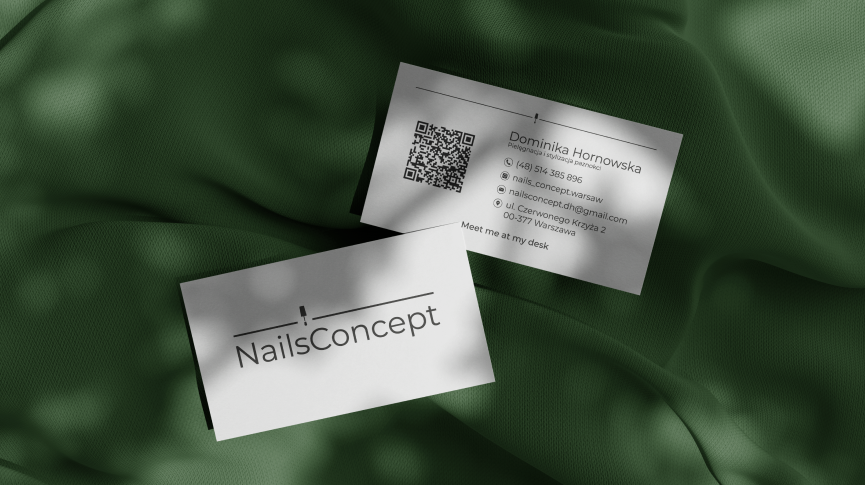 Dominika Hornowska
Pielęgnacja i stylizacja paznokci
(48) 514 385 896
nails_concept.warsaw
nailsconcept.dh@gmail.com
ul. Czerwonego Krzyża 2
00-377 Warszawa
Meet me at my desk
NailsConcept